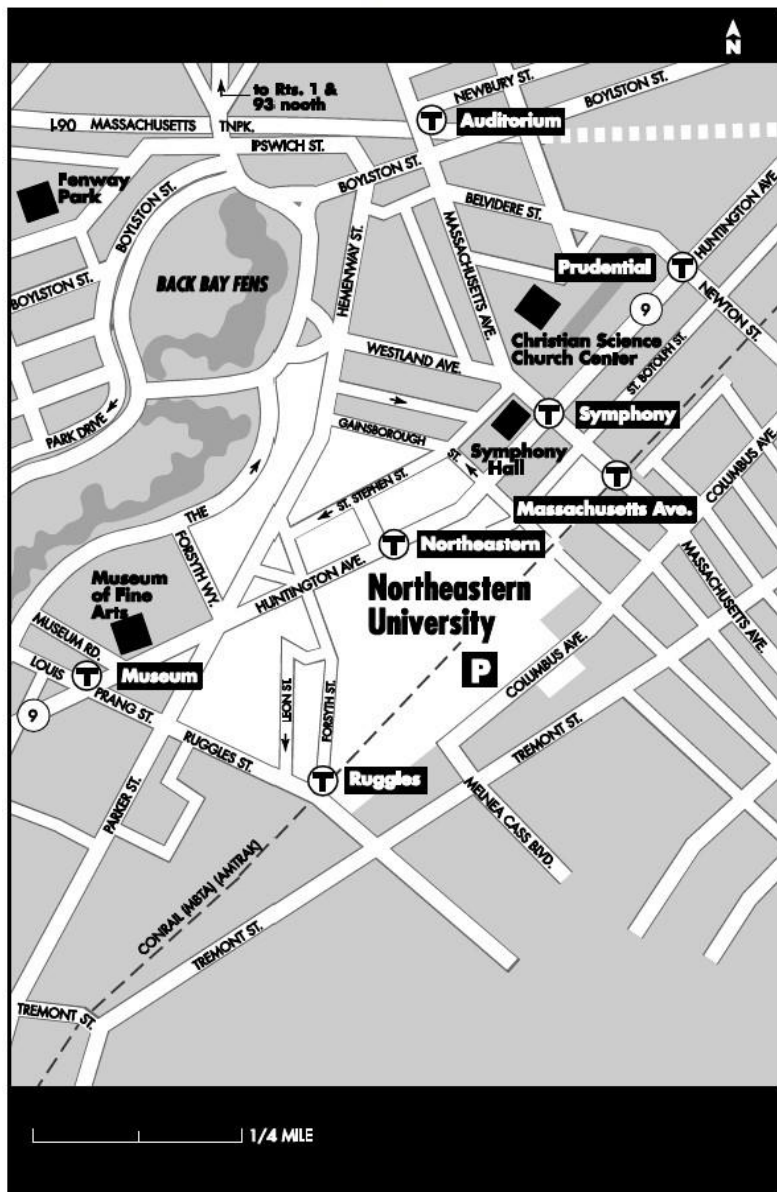 N
to Rts. 1 &
93 nooth
NEWBURY ST.
BOYLSTON ST.
T
Auditorium
I-90 MASSACHUSETTS TNPK.
IPSWICH ST.
BOYLSTON ST.
Fenway
Park
BOYLSTON ST.
BELVIDERE ST.
HUNTINGTON AVE.
HEMENWAY ST.
MASSACHUSETTS AVE.
Prudential
T
BOYLSTON ST.
BACK BAY FENS
NEWTON ST.
9
Christian Science
Church Center
ST. BOTOLPH ST.
WESTLAND AVE.
T
Symphony
PARK DRIVE
GAINSBOROUGH
ST.
Symphony
Hall
COLUMBUS AVE.
T
Massachusetts Ave.
ST. STEPHEN ST.
THE
FORSYTH WY.
T
Northeastern
HUNTINGTON AVE.
MASSACHUSETTS AVE.
Museum
of Fine
Arts
Northeastern
University
MUSEUM RD.
P
COLUMBUS AVE.
LOUIS
PRANG ST.
T
Museum
LEON ST.
FORSYTH ST.
TREMONT ST.
9
RUGGLES ST.
T
Ruggles
PARKER ST.
MELNEA CASS BLVD.
CONRAIL (MBTA) (AMTRAK)
TREMONT ST.
TREMONT ST.
1/4 MILE